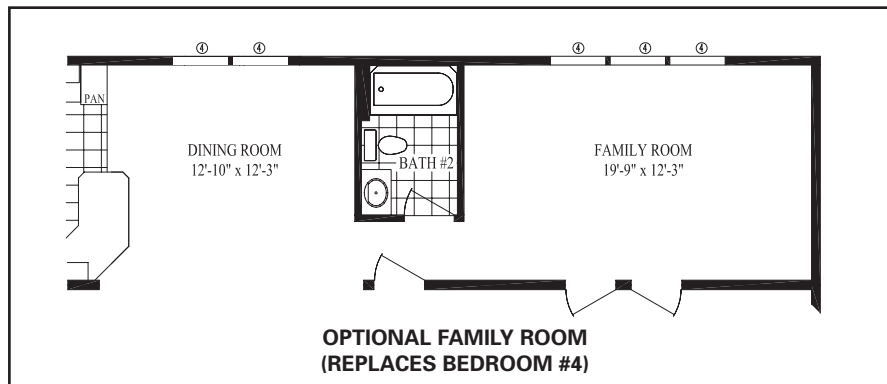 ④ ④ ④ ④ ④
PAN
DINING ROOM
12'-10" x 12'-3"
BATH #2
FAMILY ROOM
19'-9" x 12'-3"
OPTIONAL FAMILY ROOM
(REPLACES BEDROOM #4)